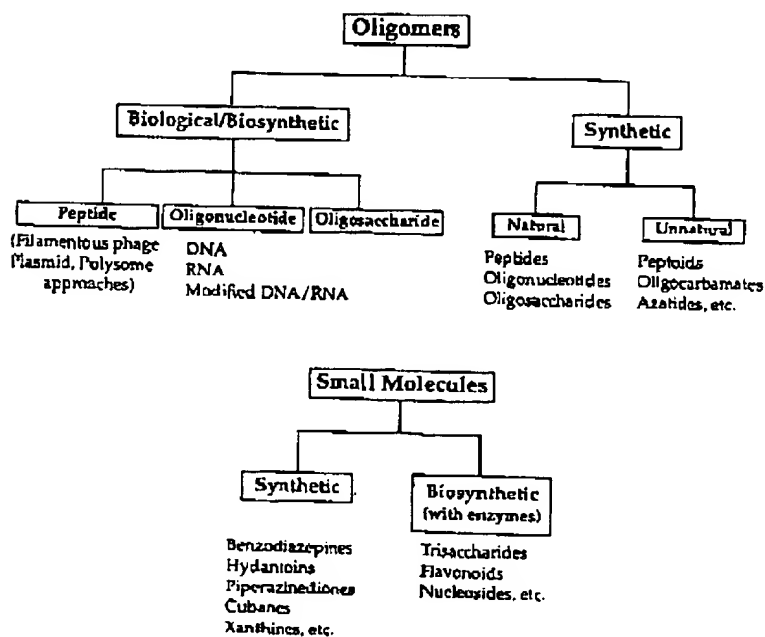 Oligomers
Biological/Biosynthetic
Synthetic
Peptide
(Filamentous phage
Plasmid, Polysome
approaches)
Oligonucleotide
DNA
RNA
Modified DNA/RNA
Oligosaccharide
Natural
Peptides
Oligonucleotides
Oligosaccharides
Unnatural
Peptoids
Oligocarbamates
Azatides, etc.
Small Molecules
Synthetic
Benzodiazepines
Hydantoins
Piperazinediones
Cubanes
Xanthines, etc.
Biosynthetic
(with enzymes)
Trisaccharides
Flavonoids
Nucleosides, etc.